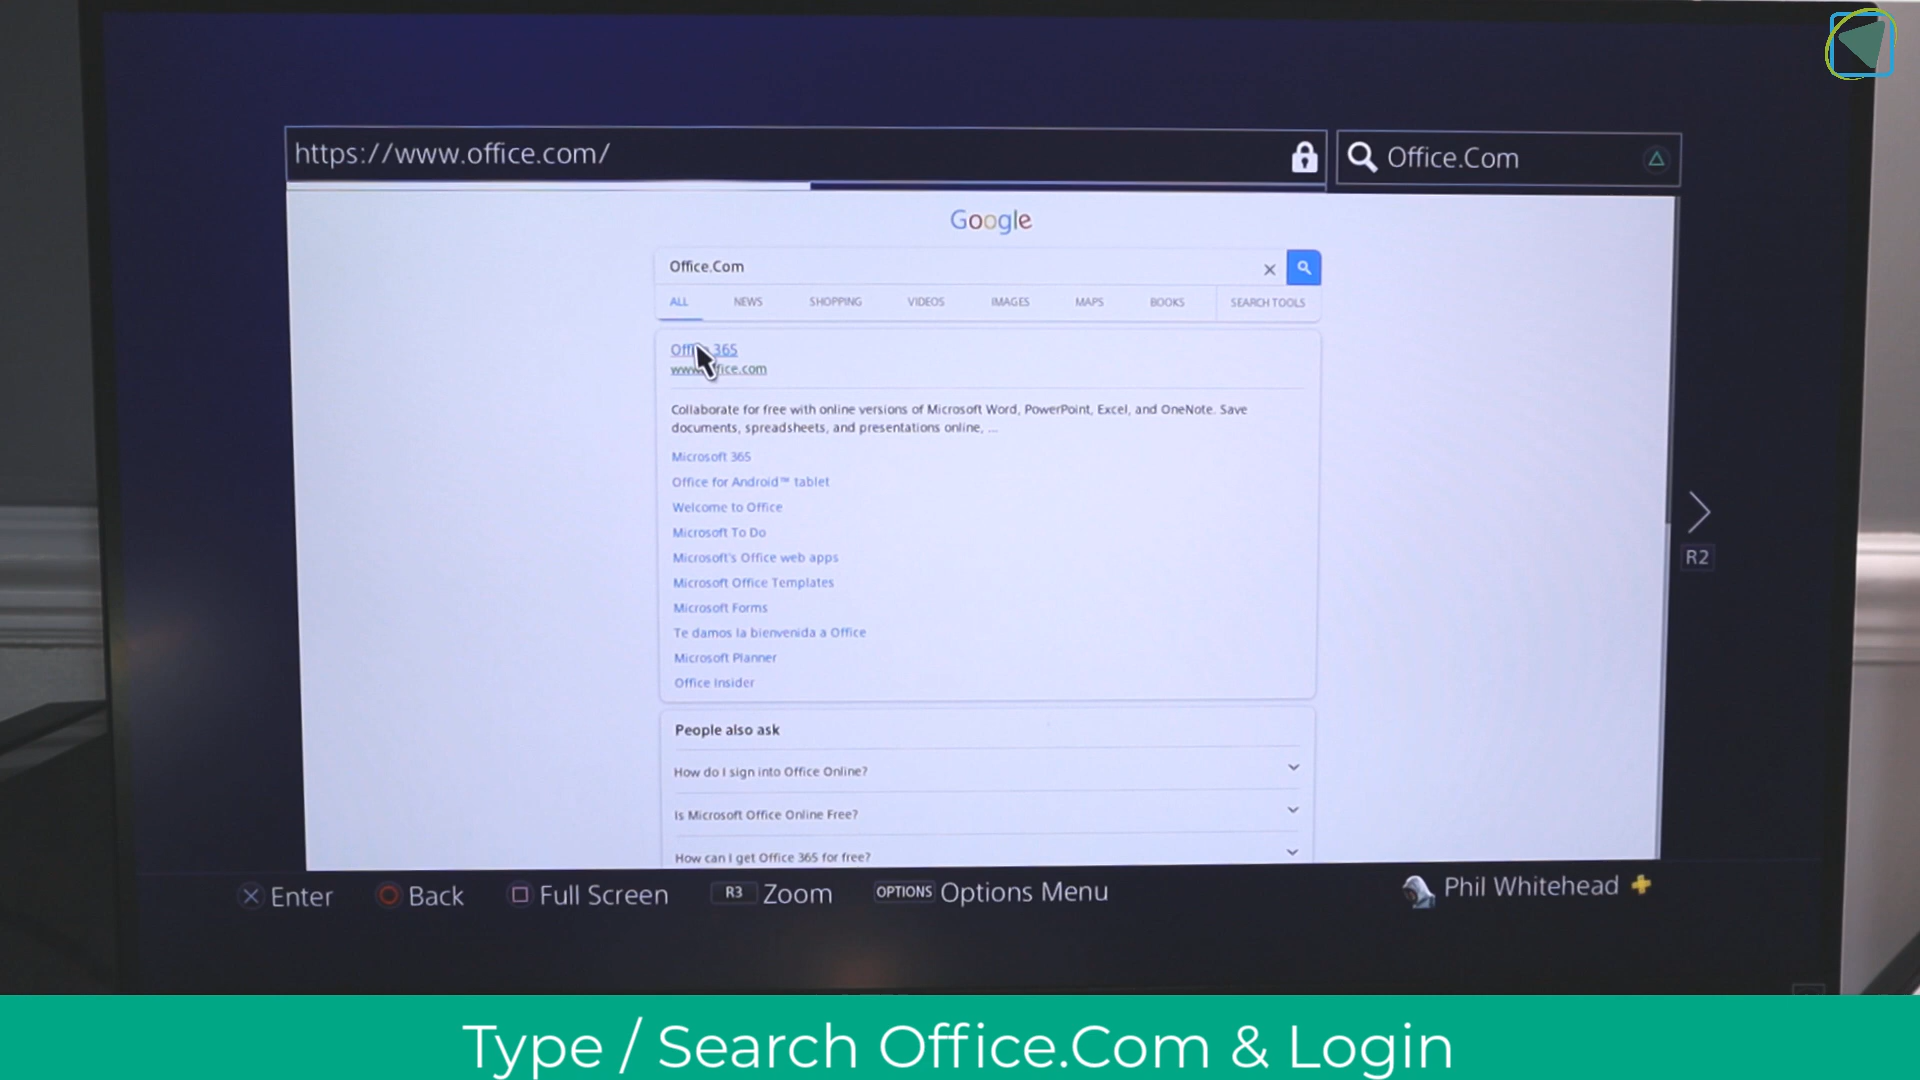 https://www.office.com/
Office.Com
Google
Office.Com
ALL NEWS SHOPPING VIDEOS IMAGES MAPS BOOKS SEARCH TOOLS
Office 365
www.office.com
Collaborate for free with online versions of Microsoft Word, PowerPoint, Excel, and OneNote. Save
documents, spreadsheets, and presentations online, ...
Microsoft 365
Office for Android™ tablet
Welcome to Office
Microsoft To Do
Microsoft's Office web apps
Microsoft Office Templates
Microsoft Forms
Te damos la bienvenida a Office
Microsoft Planner
Office Insider
People also ask
How do I sign into Office Online?
Is Microsoft Office Online Free?
How can I get Office 365 for free?
R2
Enter Back Full Screen R3 Zoom OPTIONS Options Menu Phil Whitehead
Type / Search Office.Com & Login